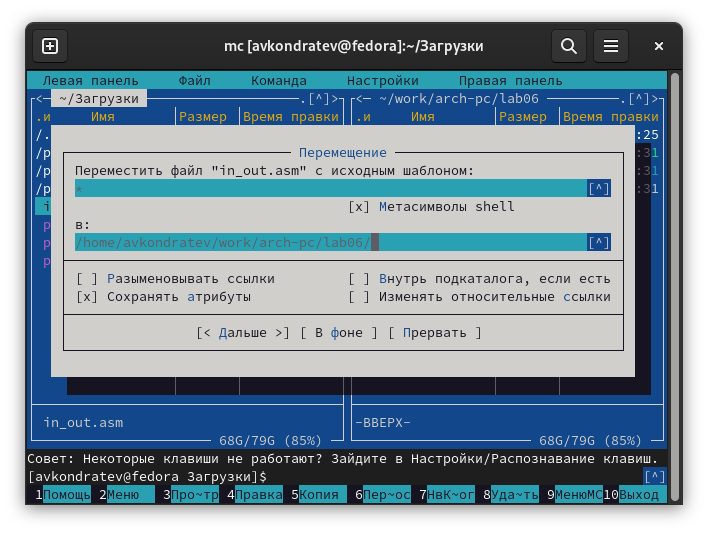 mc [avkondratev@fedora]:~/Загрузки
Левая панель Файл Команда Настройки Правая панель
<─ ~/Загрузки .[^]> <─ ~/work/arch-pc/lab06 .[^]>
.и Имя Размер Время правки .и Имя Размер Время правки
/. :25
/p :31
/p :31
Перемещение
Переместить файл "in_out.asm" с исходным шаблоном:
* [^]
[x] Метасимволы shell
в:
/home/avkondratev/work/arch-pc/lab06/ [^]
[ ] Разыменовывать ссылки [ ] Внутрь подкаталога, если есть
[x] Сохранять атрибуты [ ] Изменять относительные ссылки
[< Дальше >] [ В фоне ] [ Прервать ]
/p
i
p
p
p
in_out.asm -ВВЕРХ-
68G/79G (85%) 68G/79G (85%)
Совет: Некоторые клавиши не работают? Зайдите в Настройки/Распознавание клавиш.
[avkondratev@fedora Загрузки]$ [^]
1Помощь 2Меню 3Про~тр 4Правка 5Копия 6Пер~ос 7НвК~ог 8Уда~ть 9МенюМС 10Выход